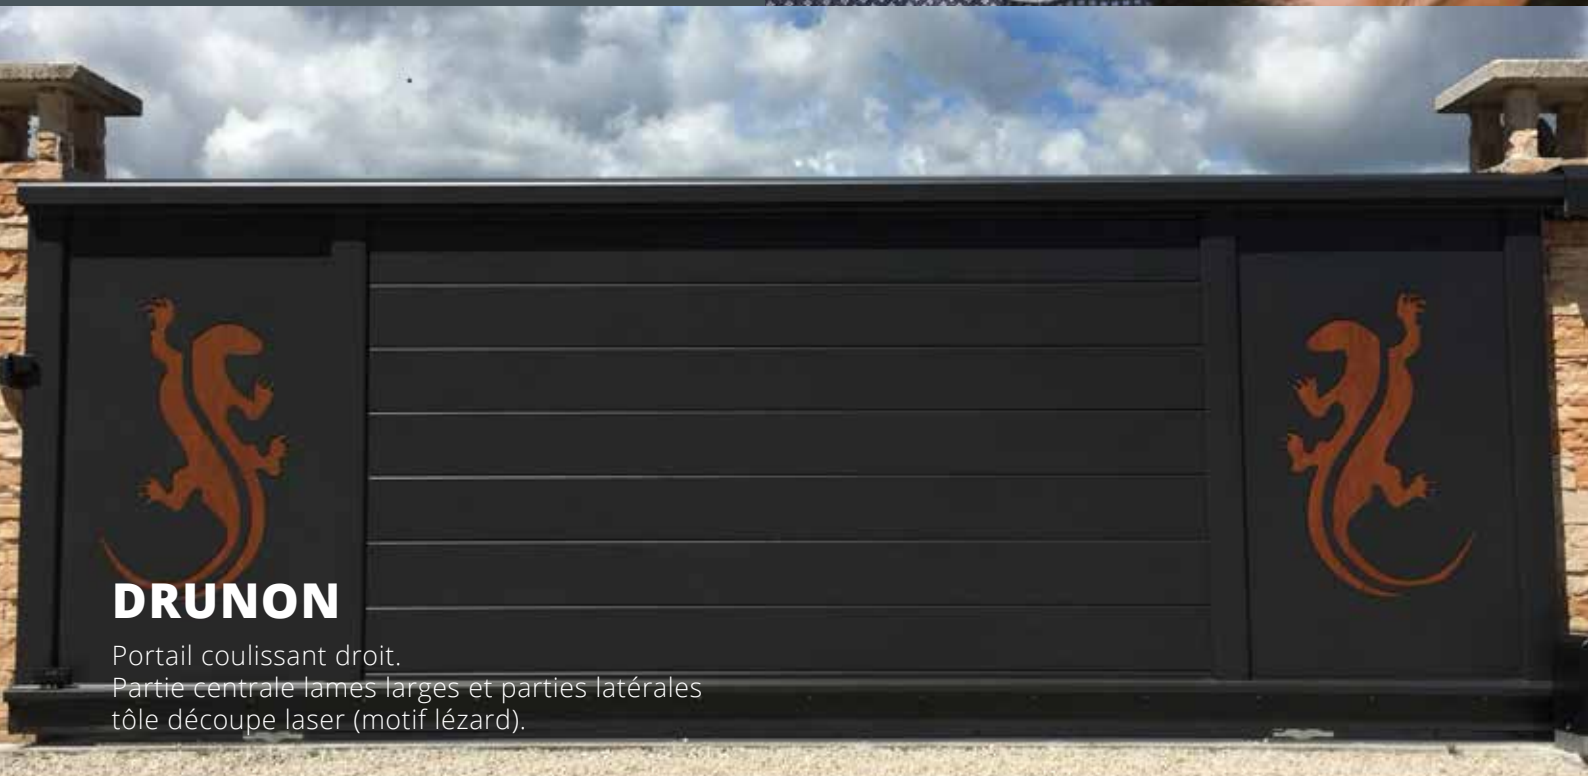 DRUNON
Portail coulissant droit.
Partie centrale lames larges et parties latérales
tôle découpe laser (motif lézard).